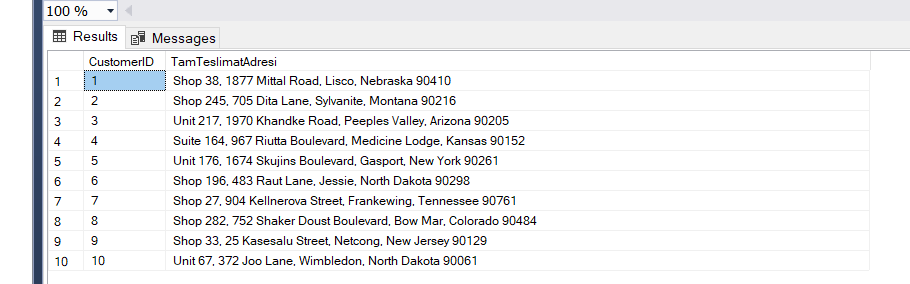 100 %
Results Messages
CustomerID TamTeslimatAdresi
1 1 Shop 38, 1877 Mittal Road, Lisco, Nebraska 90410
2 2 Shop 245, 705 Dita Lane, Sylvanite, Montana 90216
3 3 Unit 217, 1970 Khandke Road, Peeples Valley, Arizona 90205
4 4 Suite 164, 967 Riutta Boulevard, Medicine Lodge, Kansas 90152
5 5 Unit 176, 1674 Skujins Boulevard, Gasport, New York 90261
6 6 Shop 196, 483 Raut Lane, Jessie, North Dakota 90298
7 7 Shop 27, 904 Kellnerova Street, Frankewing, Tennessee 90761
8 8 Shop 282, 752 Shaker Doust Boulevard, Bow Mar, Colorado 90484
9 9 Shop 33, 25 Kasesalu Street, Netcong, New Jersey 90129
10 10 Unit 67, 372 Joo Lane, Wimbledon, North Dakota 90061